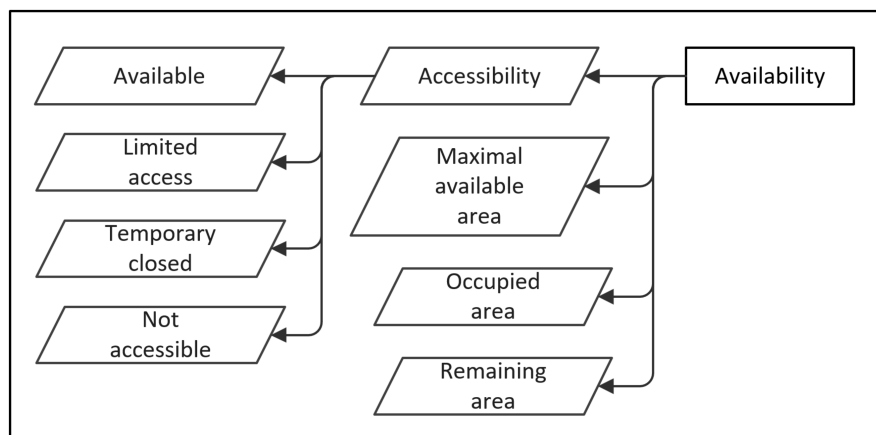 Available
Accessibility
Availability
Limited
access
Maximal
available
area
Temporary
closed
Occupied
area
Not
accessible
Remaining
area